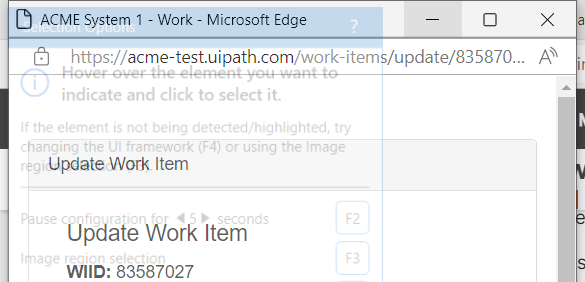 ACME System 1 - Work - Microsoft Edge
Selection Options ?
https://acme-test.uipath.com/work-items/update/835870...
Hover over the element you want to
indicate and click to select it.
If the element is not being detected/highlighted, try
changing the UI framework (F4) or using the Image
region selection
Update Work Item
Pause configuration for 5 seconds F2
Update Work Item
Image region selection F3
WIID: 83587027